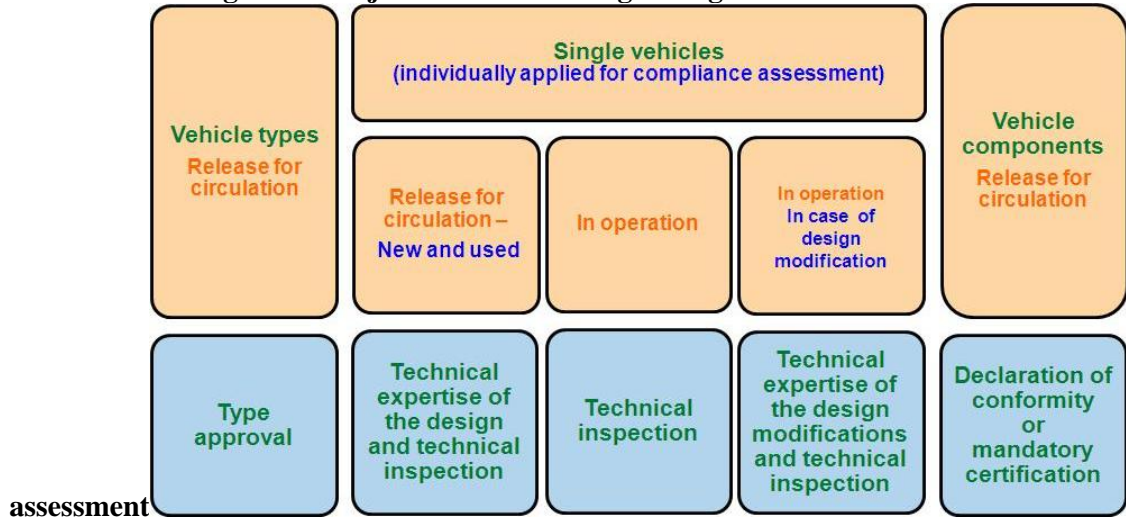 Vehicle types
Release for
circulation
Single vehicles
(individually applied for compliance assessment)
Release for
circulation –
New and used
In operation
In operation
In case of
design
modification
Vehicle
components
Release for
circulation
Type
approval
Technical
expertise of
the design
and technical
inspection
Technical
inspection
Technical
expertise of
the design
modifications
and technical
inspection
Declaration of
conformity
or
mandatory
certification
assessment